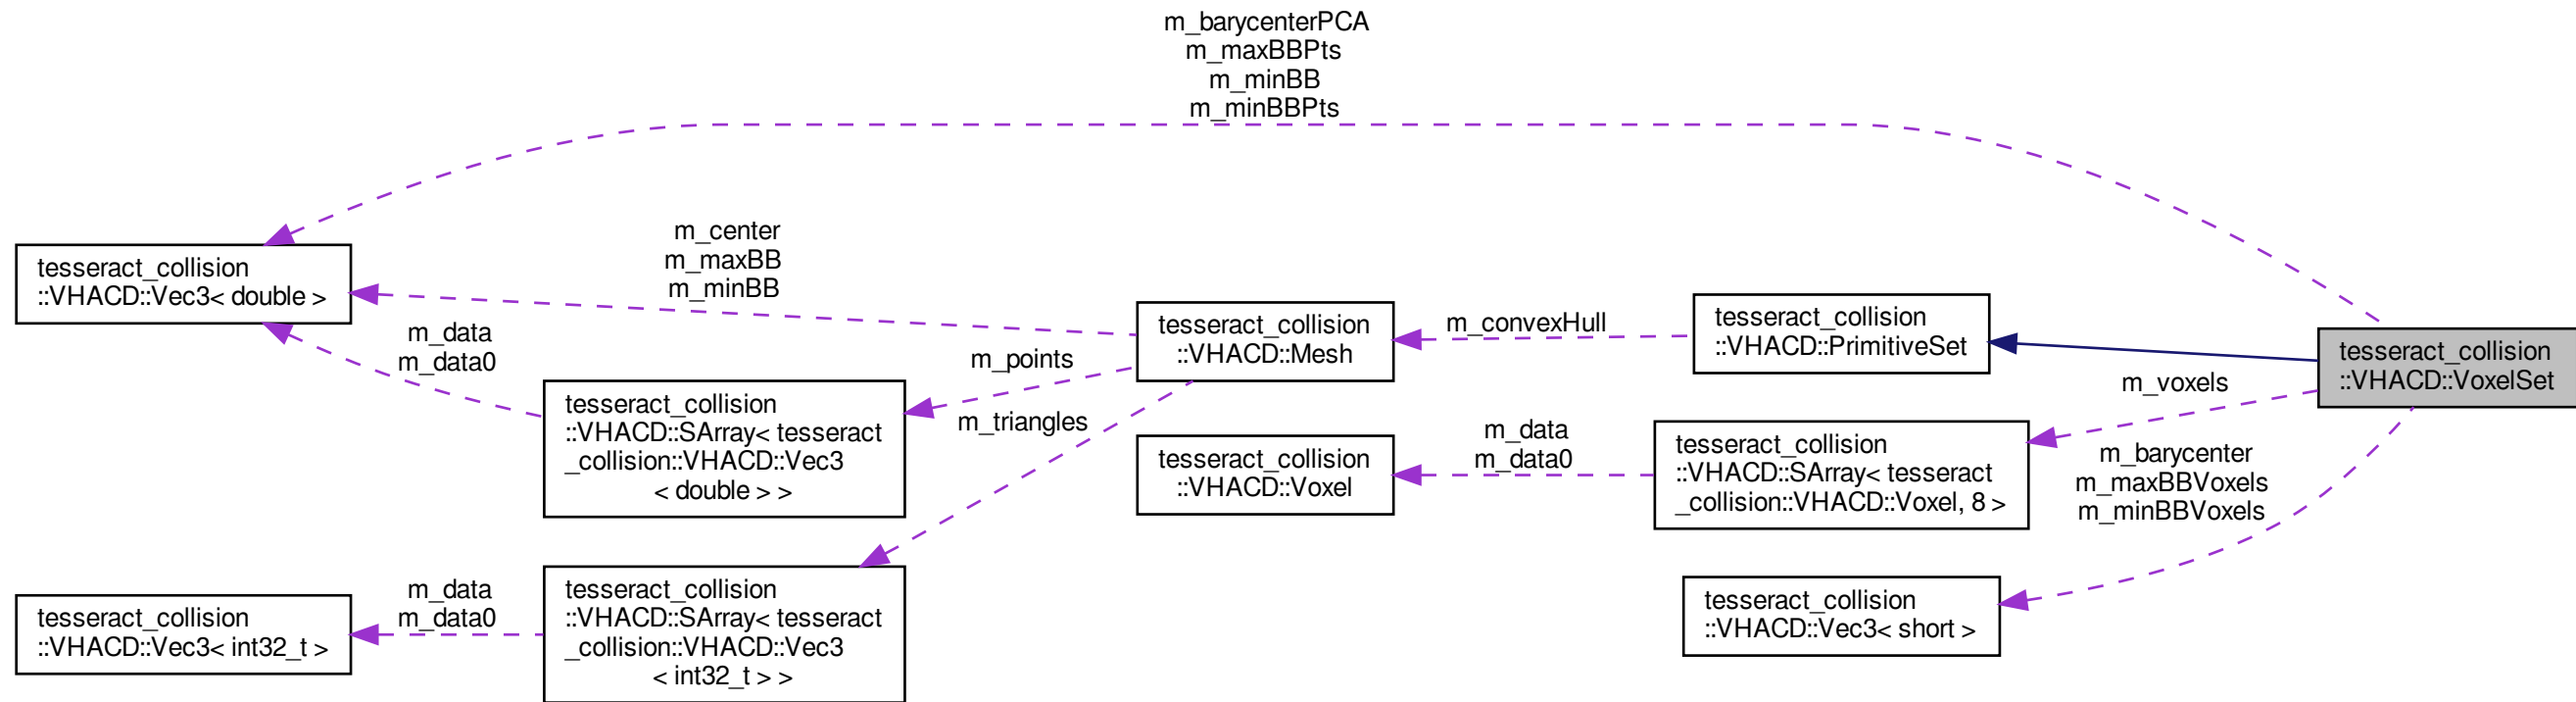 m_barycenterPCA
m_maxBBPts
m_minBB
m_minBBPts
tesseract_collision
::VHACD::Vec3< double >
m_center
m_maxBB
m_minBB
m_data
m_data0
tesseract_collision
::VHACD::SArray< tesseract
_collision::VHACD::Vec3
< double > >
m_points
m_triangles
tesseract_collision
::VHACD::Mesh
m_convexHull
tesseract_collision
::VHACD::PrimitiveSet
tesseract_collision
::VHACD::VoxelSet
m_voxels
tesseract_collision
::VHACD::Voxel
m_data
m_data0
tesseract_collision
::VHACD::SArray< tesseract
_collision::VHACD::Voxel, 8 >
m_barycenter
m_maxBBVoxels
m_minBBVoxels
tesseract_collision
::VHACD::Vec3< int32_t >
m_data
m_data0
tesseract_collision
::VHACD::SArray< tesseract
_collision::VHACD::Vec3
< int32_t > >
tesseract_collision
::VHACD::Vec3< short >